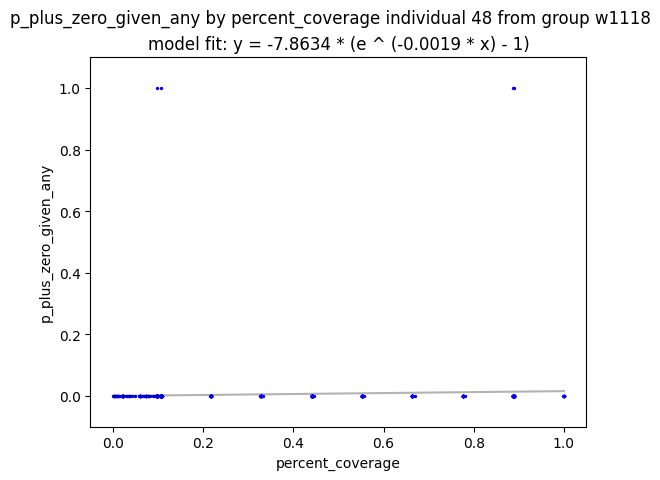 p_plus_zero_given_any by percent_coverage individual 48 from group w1118
model fit: y = -7.8634 * (e ^ (-0.0019 * x) - 1)
p_plus_zero_given_any
1.0
0.8
0.6
0.4
0.2
0.0
0.0 0.2 0.4 0.6 0.8 1.0
percent_coverage